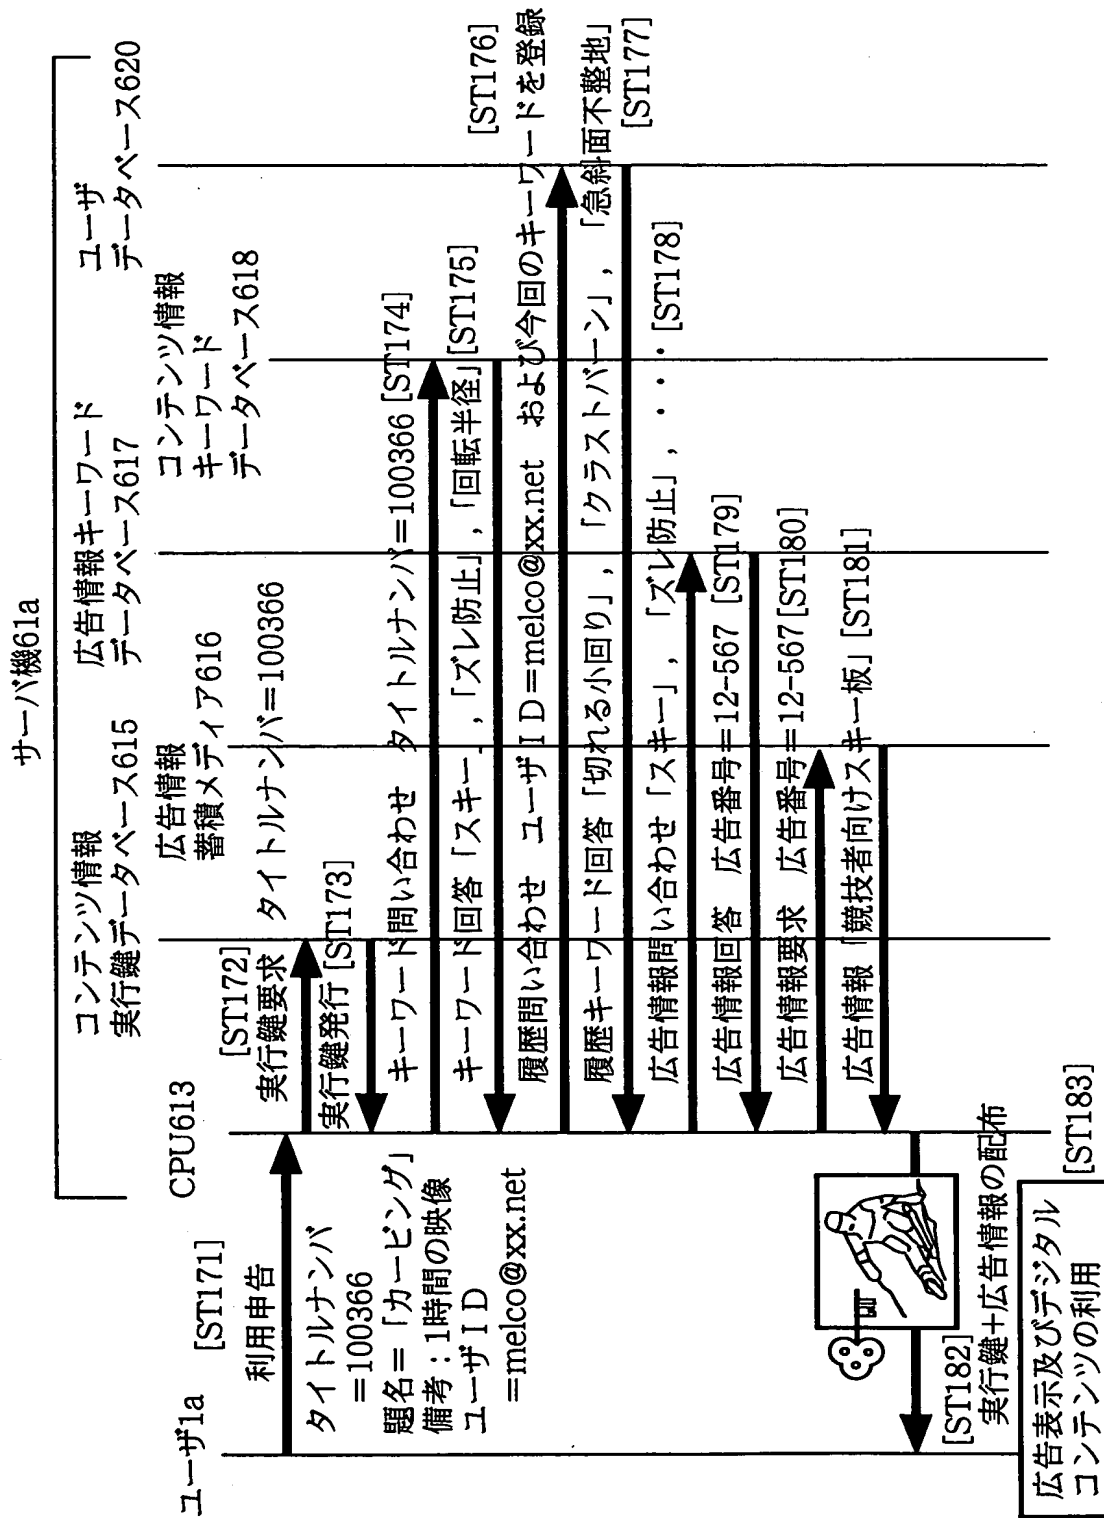 サーバ機61a
コンテンツ情報
実行鍵データベース615
広告情報キーワード
データベース617
ユーザ
データベース620
ユーザ1a
CPU613
広告情報
蓄積メディア616
コンテンツ情報
キーワード
データベース618
[ST171]
利用申告
タイトルナンバ
=100366
題名=「カービング」
備考:1時間の映像
ユーザID
=melco@xx.net
[ST172]
実行鍵要求 タイトルナンバ=100366
実行鍵発行 [ST173]
キーワード問い合わせ タイトルナンバ=100366 [ST174]
キーワード回答「スキー」,「ズレ防止」,「回転半径」[ST175]
[ST176]
履歴問い合わせ ユーザID=melco@xx.net および今回のキーワードを登録
履歴キーワード回答「切れる小回り」,「クラストバーン」,「急斜面不整地」
[ST177]
広告情報問い合わせ「スキー」,「ズレ防止」,・・・[ST178]
広告情報回答 広告番号=12-567 [ST179]
広告情報要求 広告番号=12-567 [ST180]
広告情報「競技者向けスキー板」[ST181]
[ST182]
実行鍵+広告情報の配布
[ST183]
広告表示及びデジタル
コンテンツの利用